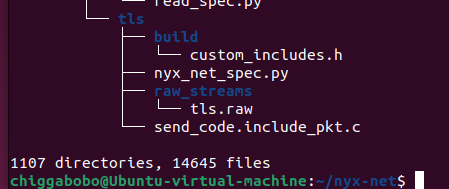 read_spec.py
tls
build
custom_includes.h
nyx_net_spec.py
raw_streams
tls.raw
send_code.include_pkt.c
1107 directories, 14645 files
chiggabobo@Ubuntu-virtual-machine:~/nyx-net$